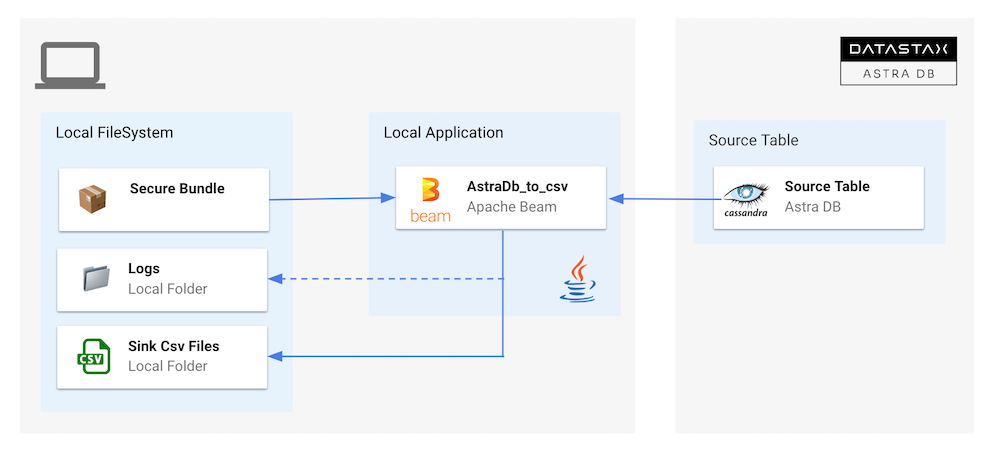 DATASTAX
ASTRA DB
Local FileSystem
Secure Bundle
Logs
Local Folder
CSV
Sink Csv Files
Local Folder
Local Application
AstraDb_to_csv
Apache Beam
beam
Source Table
Source Table
Astra DB
cassandra